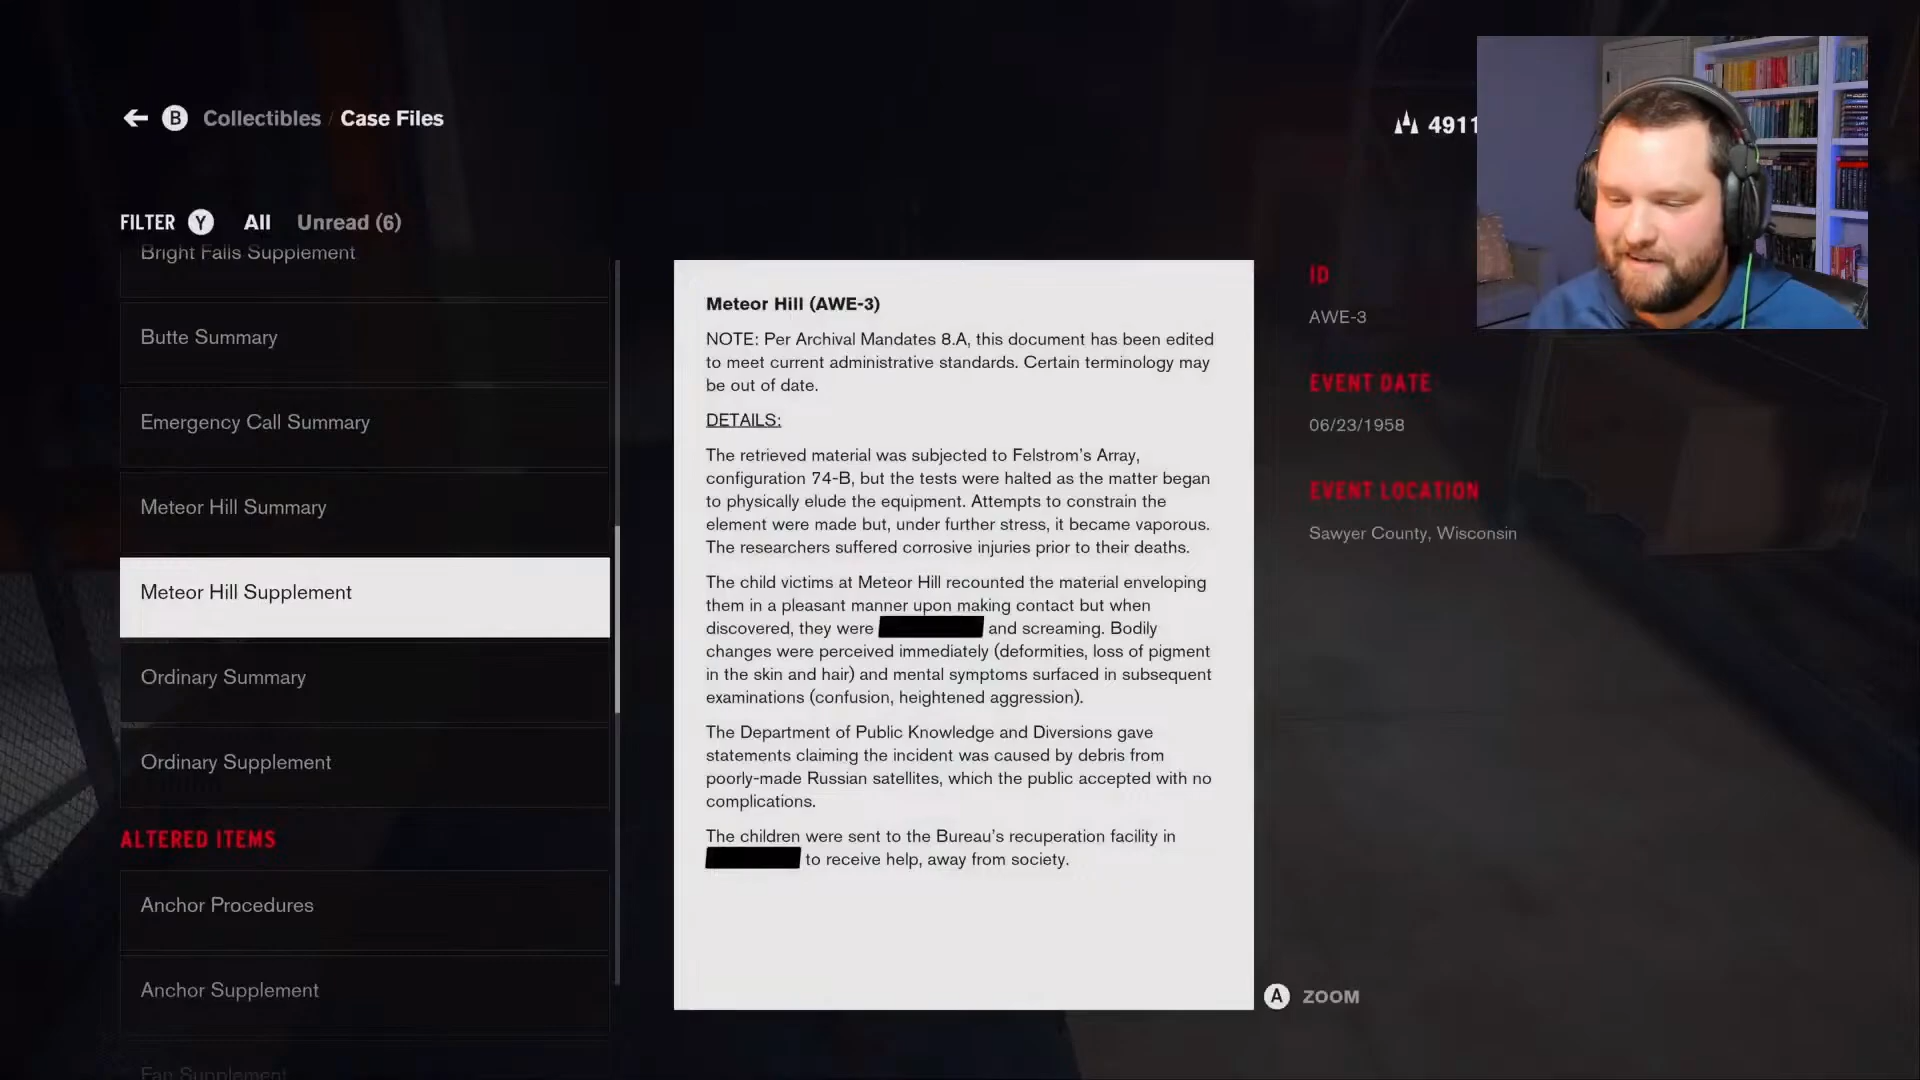 B Collectibles / Case Files
4911
FILTER Y All Unread (6)
Bright Falls Supplement
Butte Summary
Emergency Call Summary
Meteor Hill Summary
Meteor Hill Supplement
Ordinary Summary
Ordinary Supplement
ALTERED ITEMS
Anchor Procedures
Anchor Supplement
Fan Supplement
Meteor Hill (AWE-3)
NOTE: Per Archival Mandates 8.A, this document has been edited
to meet current administrative standards. Certain terminology may
be out of date.
DETAILS:
The retrieved material was subjected to Felstrom's Array,
configuration 74-B, but the tests were halted as the matter began
to physically elude the equipment. Attempts to constrain the
element were made but, under further stress, it became vaporous.
The researchers suffered corrosive injuries prior to their deaths.
The child victims at Meteor Hill recounted the material enveloping
them in a pleasant manner upon making contact but when
discovered, they were and screaming. Bodily
changes were perceived immediately (deformities, loss of pigment
in the skin and hair) and mental symptoms surfaced in subsequent
examinations (confusion, heightened aggression).
The Department of Public Knowledge and Diversions gave
statements claiming the incident was caused by debris from
poorly-made Russian satellites, which the public accepted with no
complications.
The children were sent to the Bureau's recuperation facility in
to receive help, away from society.
ID
AWE-3
EVENT DATE
06/23/1958
EVENT LOCATION
Sawyer County, Wisconsin
A ZOOM